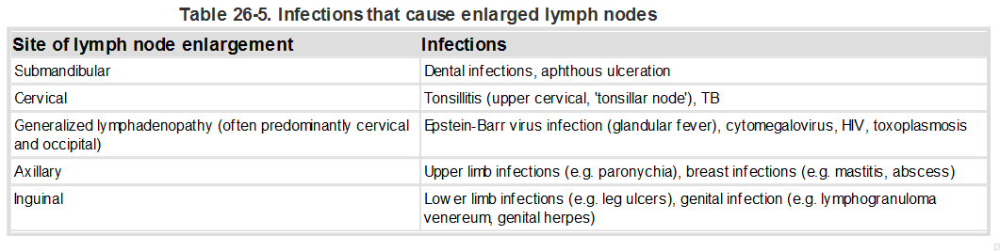 Table 26-5. Infections that cause enlarged lymph nodes
Site of lymph node enlargement Infections
Submandibular Dental infections, aphthous ulceration
Cervical Tonsillitis (upper cervical, 'tonsillar node'), TB
Generalized lymphadenopathy (often predominantly cervical Epstein-Barr virus infection (glandular fever), cytomegalovirus, HIV, toxoplasmosis
and occipital)
Axillary Upper limb infections (e.g. paronychia), breast infections (e.g. mastitis, abscess)
Inguinal Lower limb infections (e.g. leg ulcers), genital infection (e.g. lymphogranuloma
venereum, genital herpes)